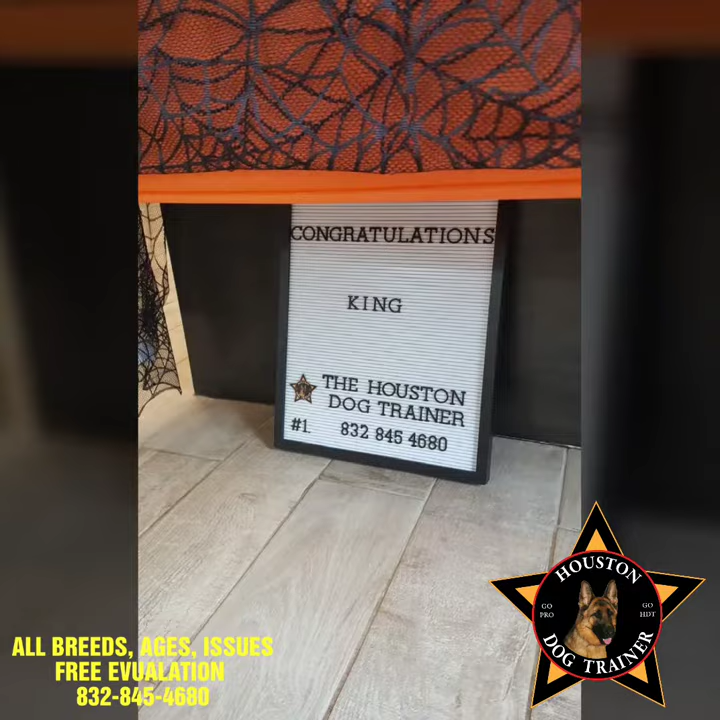 CONGRATULATIONS
KING
THE HOUSTON
DOG TRAINER
#1 832 845 4680
HOUSTON
GO PRO
GO HDT
DOG TRAINER
ALL BREEDS, AGES, ISSUES
FREE EVUALATION
832-845-4680